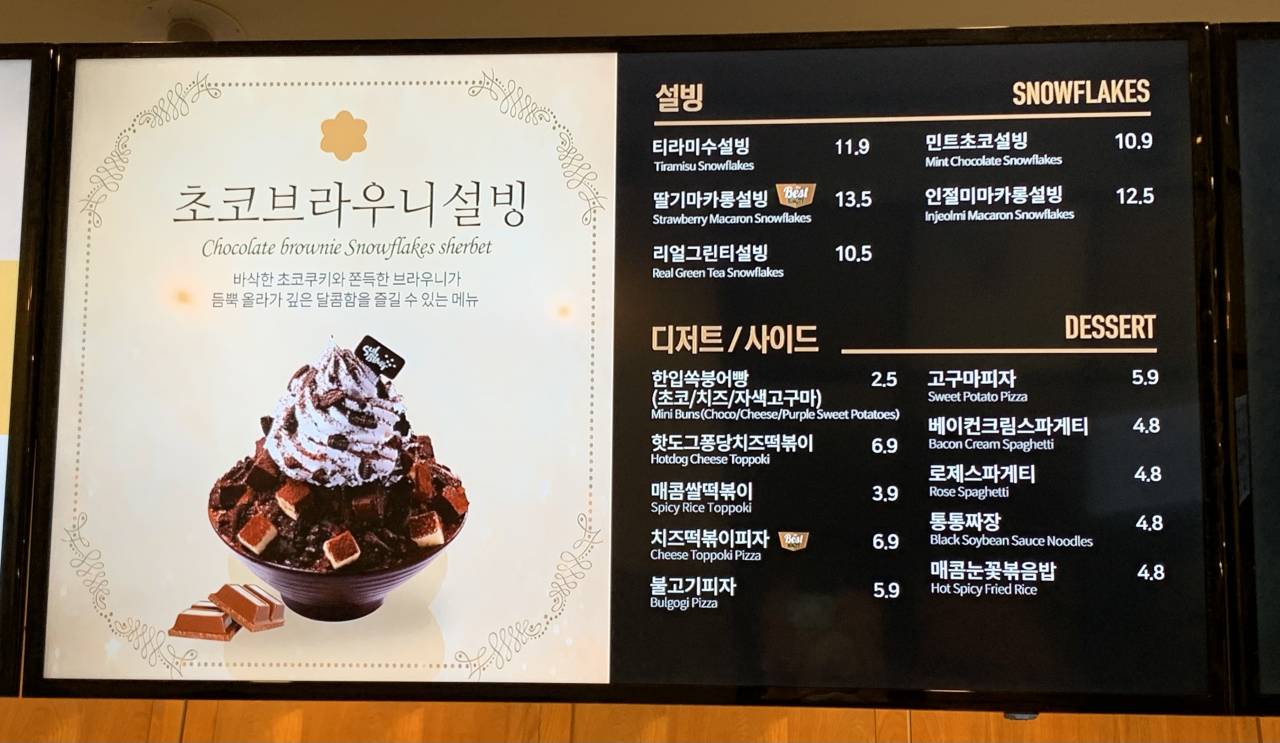 초코브라우니설빙
Chocolate brownie Snowflakes sherbet
바삭한 초코쿠키와 쫀득한 브라우니가
듬뿍 올라가 깊은 달콤함을 즐길 수 있는 메뉴
설빙 SNOWFLAKES
티라미수설빙 11.9
Tiramisu Snowflakes
딸기마카롱설빙 Best 13.5
Strawberry Macaron Snowflakes
리얼그린티설빙 10.5
Real Green Tea Snowflakes
민트초코설빙 10.9
Mint Chocolate Snowflakes
인절미마카롱설빙 12.5
Injeolmi Macaron Snowflakes
디저트 / 사이드 DESSERT
한입쏙붕어빵 2.5
(초코/치즈/자색고구마)
Mini Buns(Choco/Cheese/Purple Sweet Potatoes)
핫도그퐁당치즈떡볶이 6.9
Hotdog Cheese Toppoki
매콤쌀떡볶이 3.9
Spicy Rice Toppoki
치즈떡볶이피자 Best 6.9
Cheese Toppoki Pizza
불고기피자 5.9
Bulgogi Pizza
고구마피자 5.9
Sweet Potato Pizza
베이컨크림스파게티 4.8
Bacon Cream Spaghetti
로제스파게티 4.8
Rose Spaghetti
통통짜장 4.8
Black Soybean Sauce Noodles
매콤눈꽃볶음밥 4.8
Hot Spicy Fried Rice